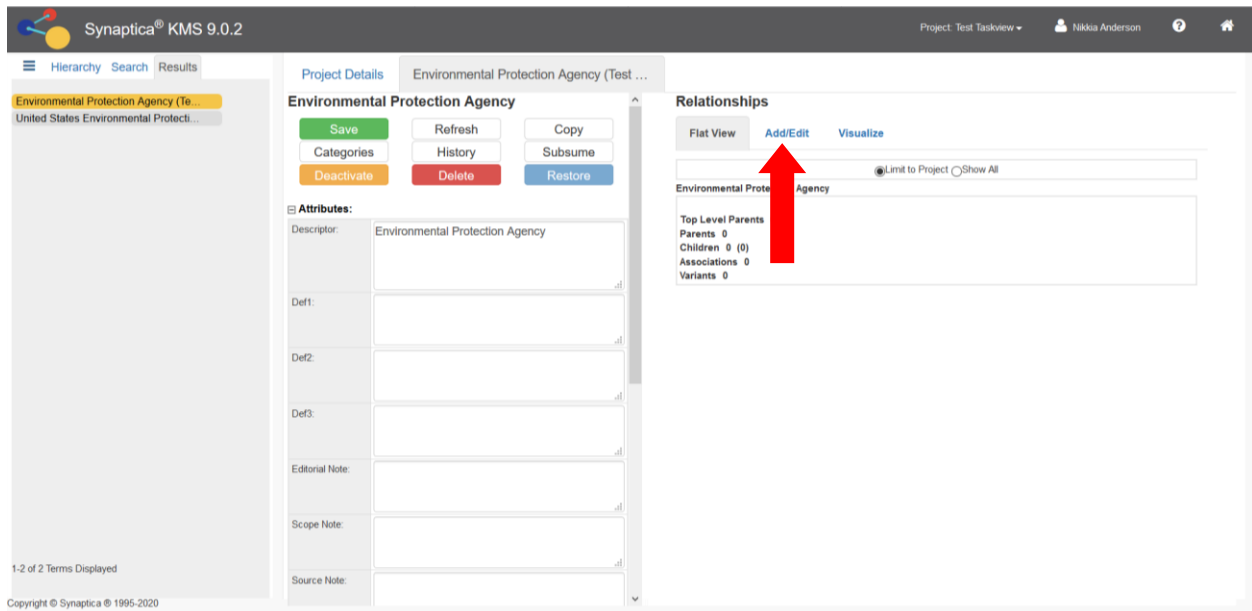 Synaptica® KMS 9.0.2
Project: Test Taskview
Nikkia Anderson
?
Hierarchy Search Results
Environmental Protection Agency (Te...
United States Environmental Protecti...
1-2 of 2 Terms Displayed
Project Details
Environmental Protection Agency (Test ...
Environmental Protection Agency
Save Refresh Copy
Categories History Subsume
Deactivate Delete Restore
Attributes:
Descriptor: Environmental Protection Agency
Def1:
Def2:
Def3:
Editorial Note:
Scope Note:
Source Note:
Relationships
Flat View Add/Edit Visualize
Limit to Project Show All
Environmental Agency
Top Level Parents
Parents 0
Children 0 (0)
Associations 0
Variants 0
Copyright © Synaptica ® 1995-2020